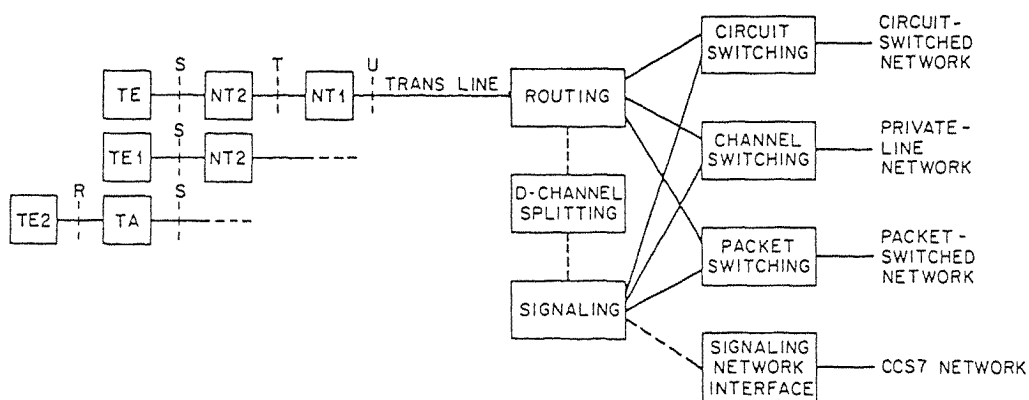 S
T
U
TE
NT2
NT1
TRANS LINE
ROUTING
CIRCUIT
SWITCHING
CIRCUIT-
SWITCHED
NETWORK
S
TE1
NT2
CHANNEL
SWITCHING
PRIVATE-
LINE
NETWORK
R
S
TE2
TA
D-CHANNEL
SPLITTING
PACKET
SWITCHING
PACKET-
SWITCHED
NETWORK
SIGNALING
SIGNALING
NETWORK
INTERFACE
CCS7 NETWORK